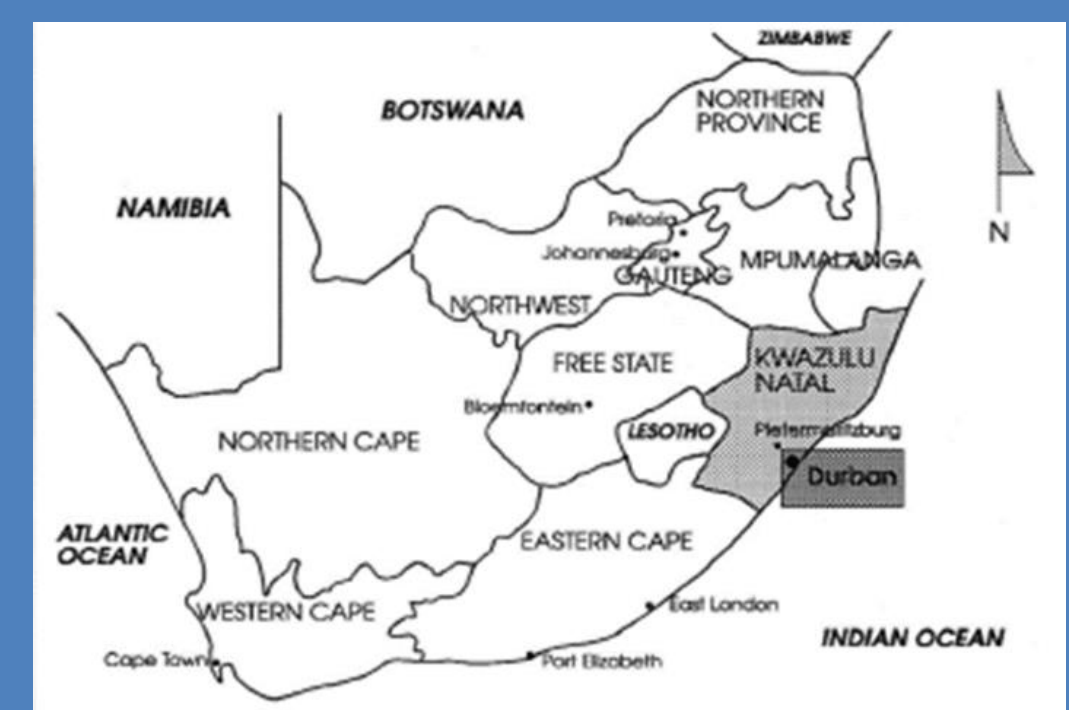 ZIMBABWE
BOTSWANA
NORTHERN
PROVINCE
NAMIBIA
N
Pretoria
Johannesburg
MPUMALANGA
GAUTENG
NORTHWEST
FREE STATE
KWAZULU
NATAL
Bloemfontein
LESOTHO
Pietermaritzburg
NORTHERN CAPE
Durban
ATLANTIC
OCEAN
EASTERN CAPE
WESTERN CAPE
East London
INDIAN OCEAN
Cape Town
Port Elizabeth